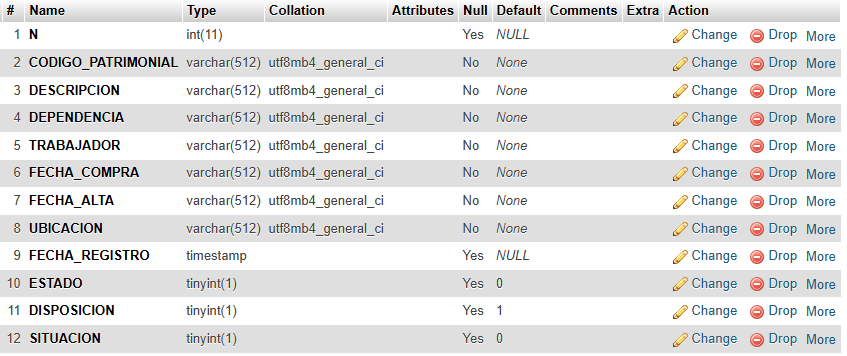 # Name Type Collation Attributes Null Default Comments Extra Action
1 N int(11) Yes NULL Change Drop More
2 CODIGO_PATRIMONIAL varchar(512) utf8mb4_general_ci No None Change Drop More
3 DESCRIPCION varchar(512) utf8mb4_general_ci No None Change Drop More
4 DEPENDENCIA varchar(512) utf8mb4_general_ci No None Change Drop More
5 TRABAJADOR varchar(512) utf8mb4_general_ci No None Change Drop More
6 FECHA_COMPRA varchar(512) utf8mb4_general_ci No None Change Drop More
7 FECHA_ALTA varchar(512) utf8mb4_general_ci No None Change Drop More
8 UBICACION varchar(512) utf8mb4_general_ci No None Change Drop More
9 FECHA_REGISTRO timestamp Yes NULL Change Drop More
10 ESTADO tinyint(1) Yes 0 Change Drop More
11 DISPOSICION tinyint(1) Yes 1 Change Drop More
12 SITUACION tinyint(1) Yes 0 Change Drop More